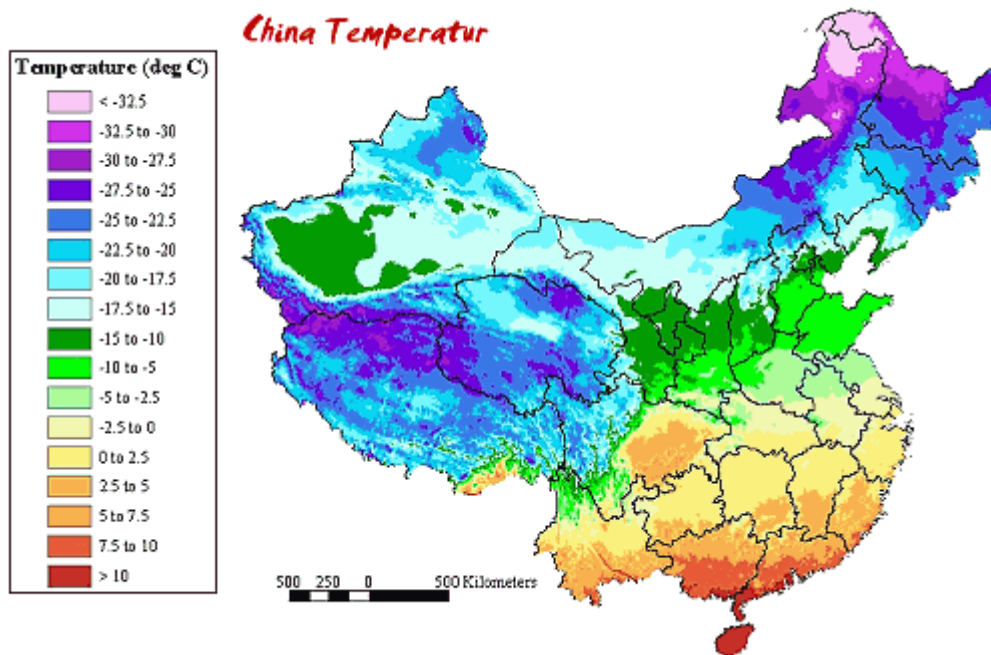 China Temperatur
Temperature (deg C)
< -32.5
-32.5 to -30
-30 to -27.5
-27.5 to -25
-25 to -22.5
-22.5 to -20
-20 to -17.5
-17.5 to -15
-15 to -10
-10 to -5
-5 to -2.5
-2.5 to 0
0 to 2.5
2.5 to 5
5 to 7.5
7.5 to 10
> 10
500 250 0 500 Kilometers